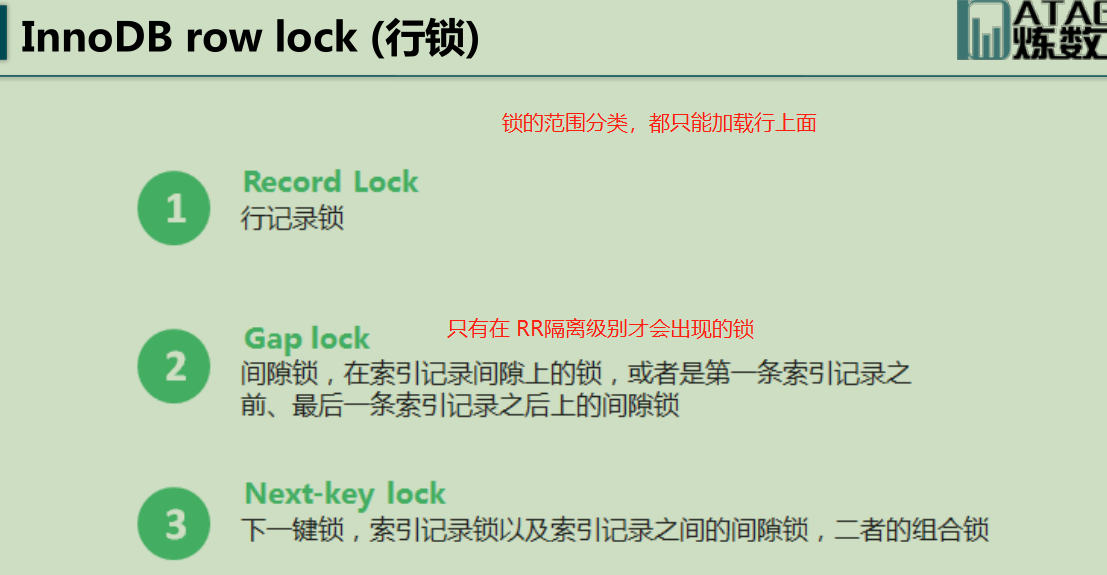 InnoDB row lock (行锁)
ATAG
炼数
锁的范围分类，都只能加载行上面
1
Record Lock
行记录锁
2
Gap lock
只有在 RR隔离级别才会出现的锁
间隙锁，在索引记录间隙上的锁，或者是第一条索引记录之
前、最后一条索引记录之后上的间隙锁
3
Next-key lock
下一键锁，索引记录锁以及索引记录之间的间隙锁，二者的组合锁